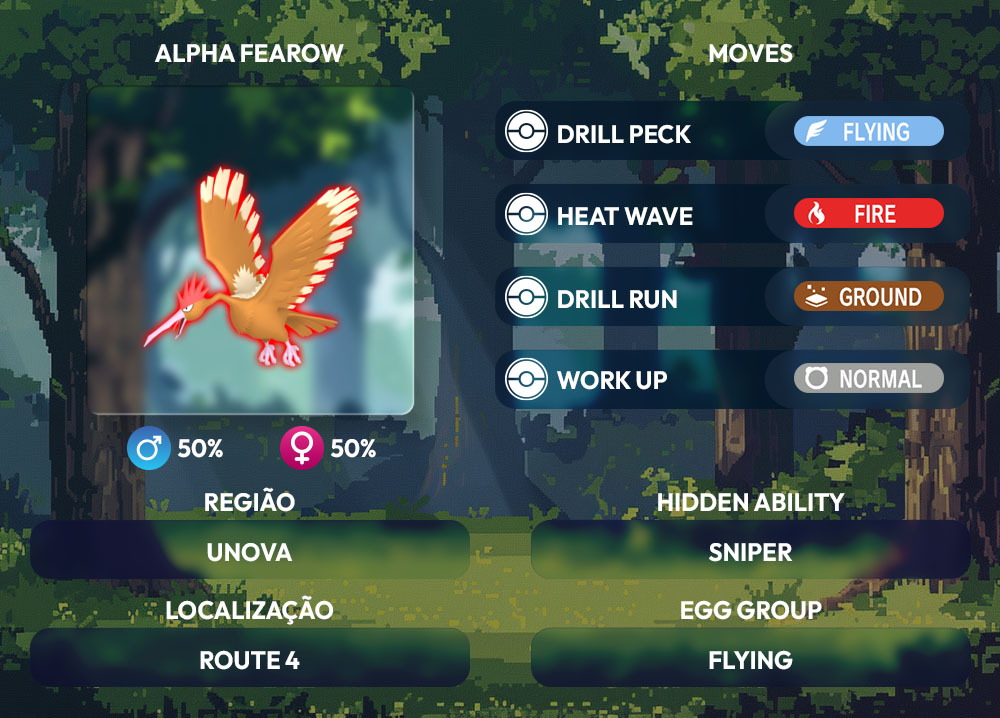 ALPHA FEAROW
50%
50%
REGIÃO
UNOVA
LOCALIZAÇÃO
ROUTE 4
MOVES
DRILL PECK FLYING
HEAT WAVE FIRE
DRILL RUN GROUND
WORK UP NORMAL
HIDDEN ABILITY
SNIPER
EGG GROUP
FLYING